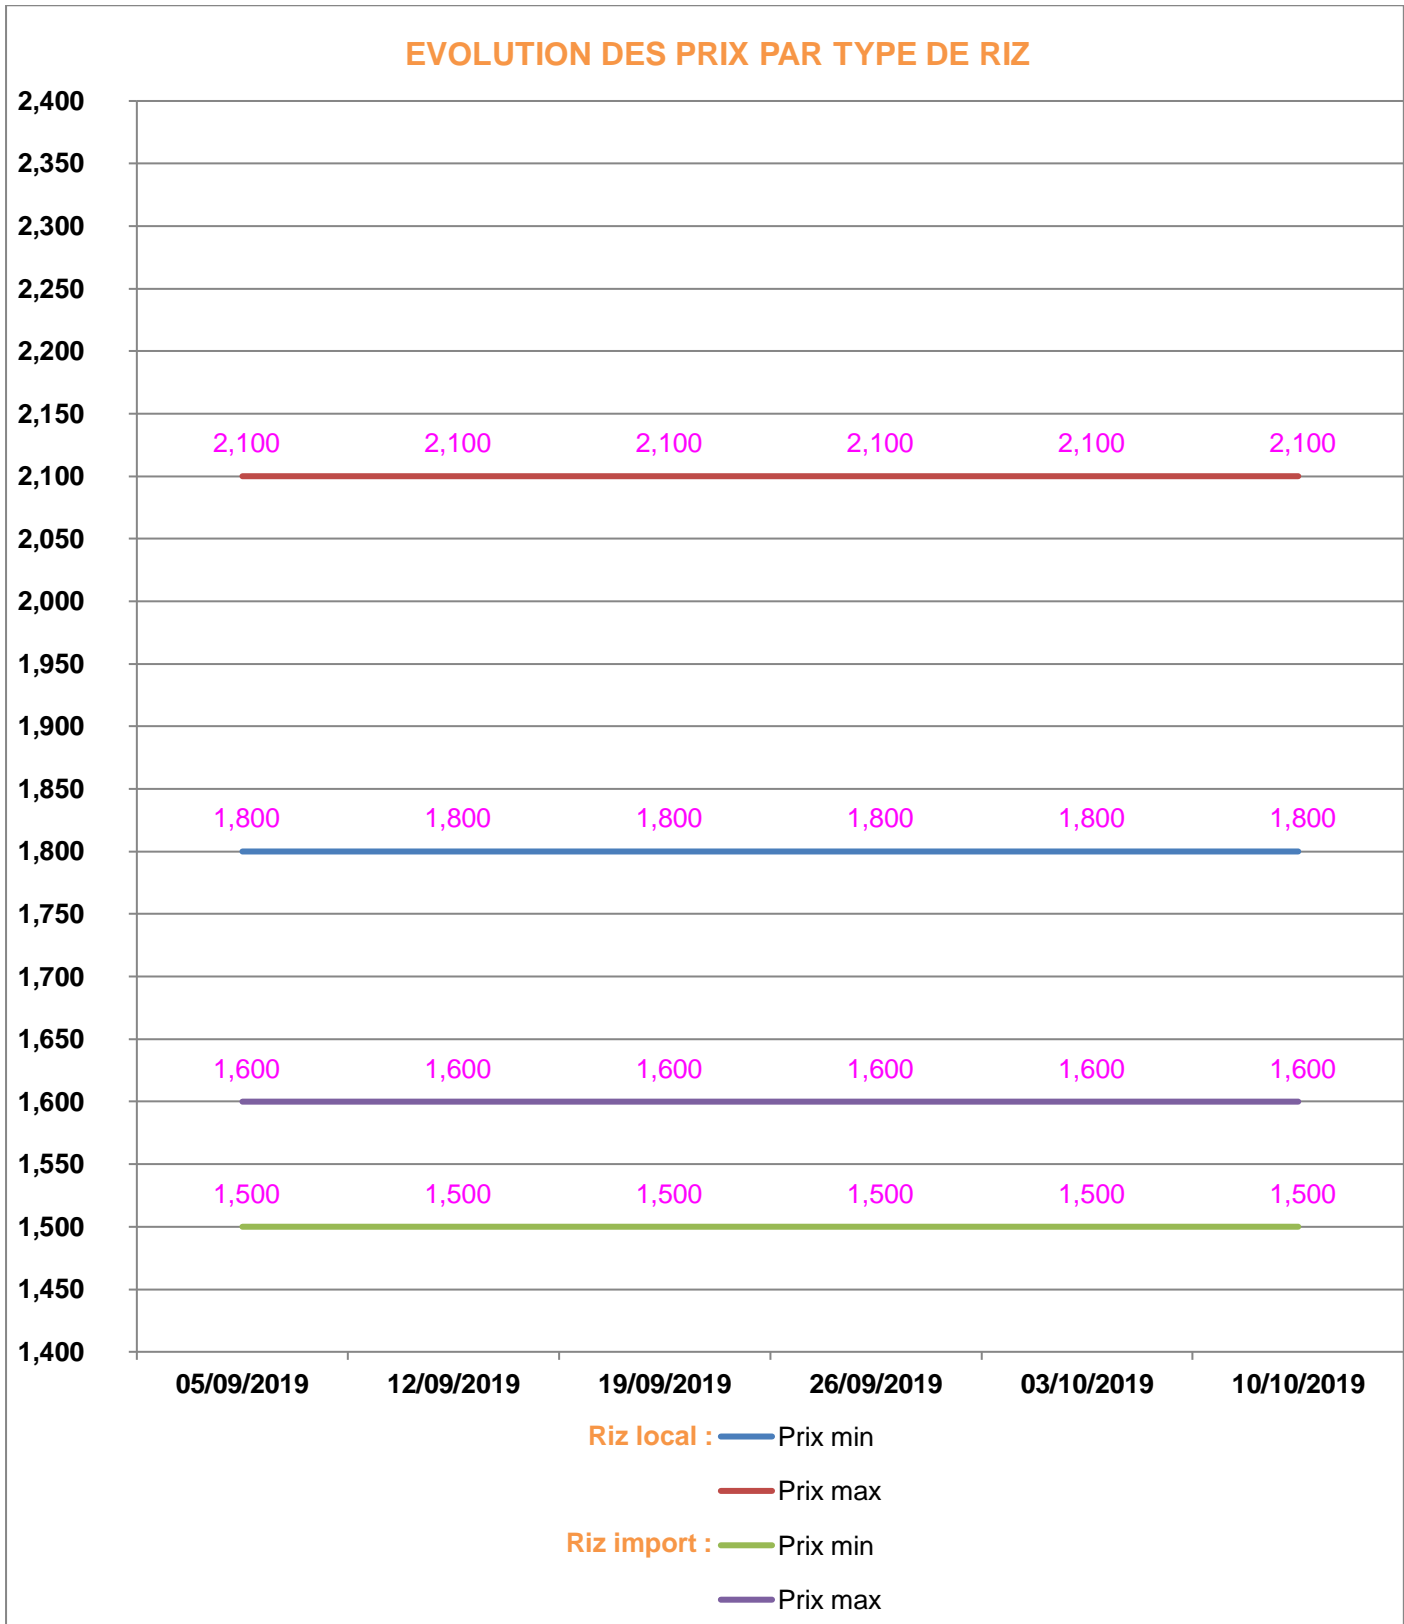 EVOLUTION DES PRIX PAR TYPE DE RIZ
2,400
2,350
2,300
2,250
2,200
2,150
2,100 2,100 2,100 2,100 2,100 2,100
2,100
2,050
2,000
1,950
1,900
1,850
1,800 1,800 1,800 1,800 1,800 1,800
1,800
1,750
1,700
1,650
1,600 1,600 1,600 1,600 1,600 1,600
1,600
1,550
1,500 1,500 1,500 1,500 1,500 1,500
1,500
1,450
1,400
05/09/2019 12/09/2019 19/09/2019 26/09/2019 03/10/2019 10/10/2019
Riz local : Prix min
Prix max
Riz import : Prix min
Prix max